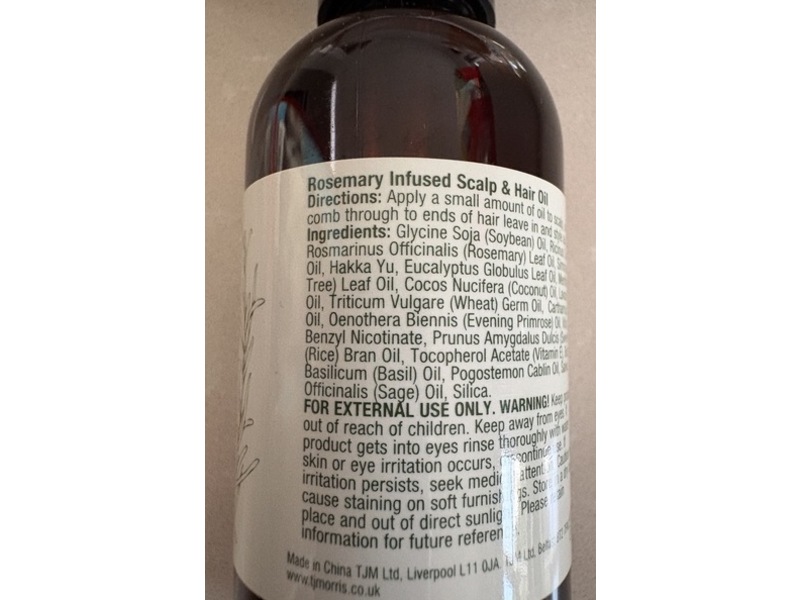 Rosemary Infused Scalp & Hair Oil
Directions: Apply a small amount of oil to
comb through to ends of hair leave in and
Ingredients: Glycine Soja (Soybean) Oil,
Rosmarinus Officinalis (Rosemary) Leaf Oil,
Oil, Hakka Yu, Eucalyptus Globulus Leaf Oil,
Tree) Leaf Oil, Cocos Nucifera (Coconut) Oil,
Oil, Triticum Vulgare (Wheat) Germ Oil,
Oil, Oenothera Biennis (Evening Primrose) Oil,
Benzyl Nicotinate, Prunus Amygdalus Dulcis
(Rice) Bran Oil, Tocopherol Acetate (Vitamin E),
Basilicum (Basil) Oil, Pogostemon Cablin Oil,
Officinalis (Sage) Oil, Silica.
FOR EXTERNAL USE ONLY. WARNING! Keep
out of reach of children. Keep away from eyes. If
product gets into eyes rinse thoroughly with
skin or eye irritation occurs, If
irritation persists, seek
cause staining on soft
place and out of direct Please
information for future
Made in China TJM Ltd, Liverpool L11 0JA. Ltd,
www.tjmorris.co.uk